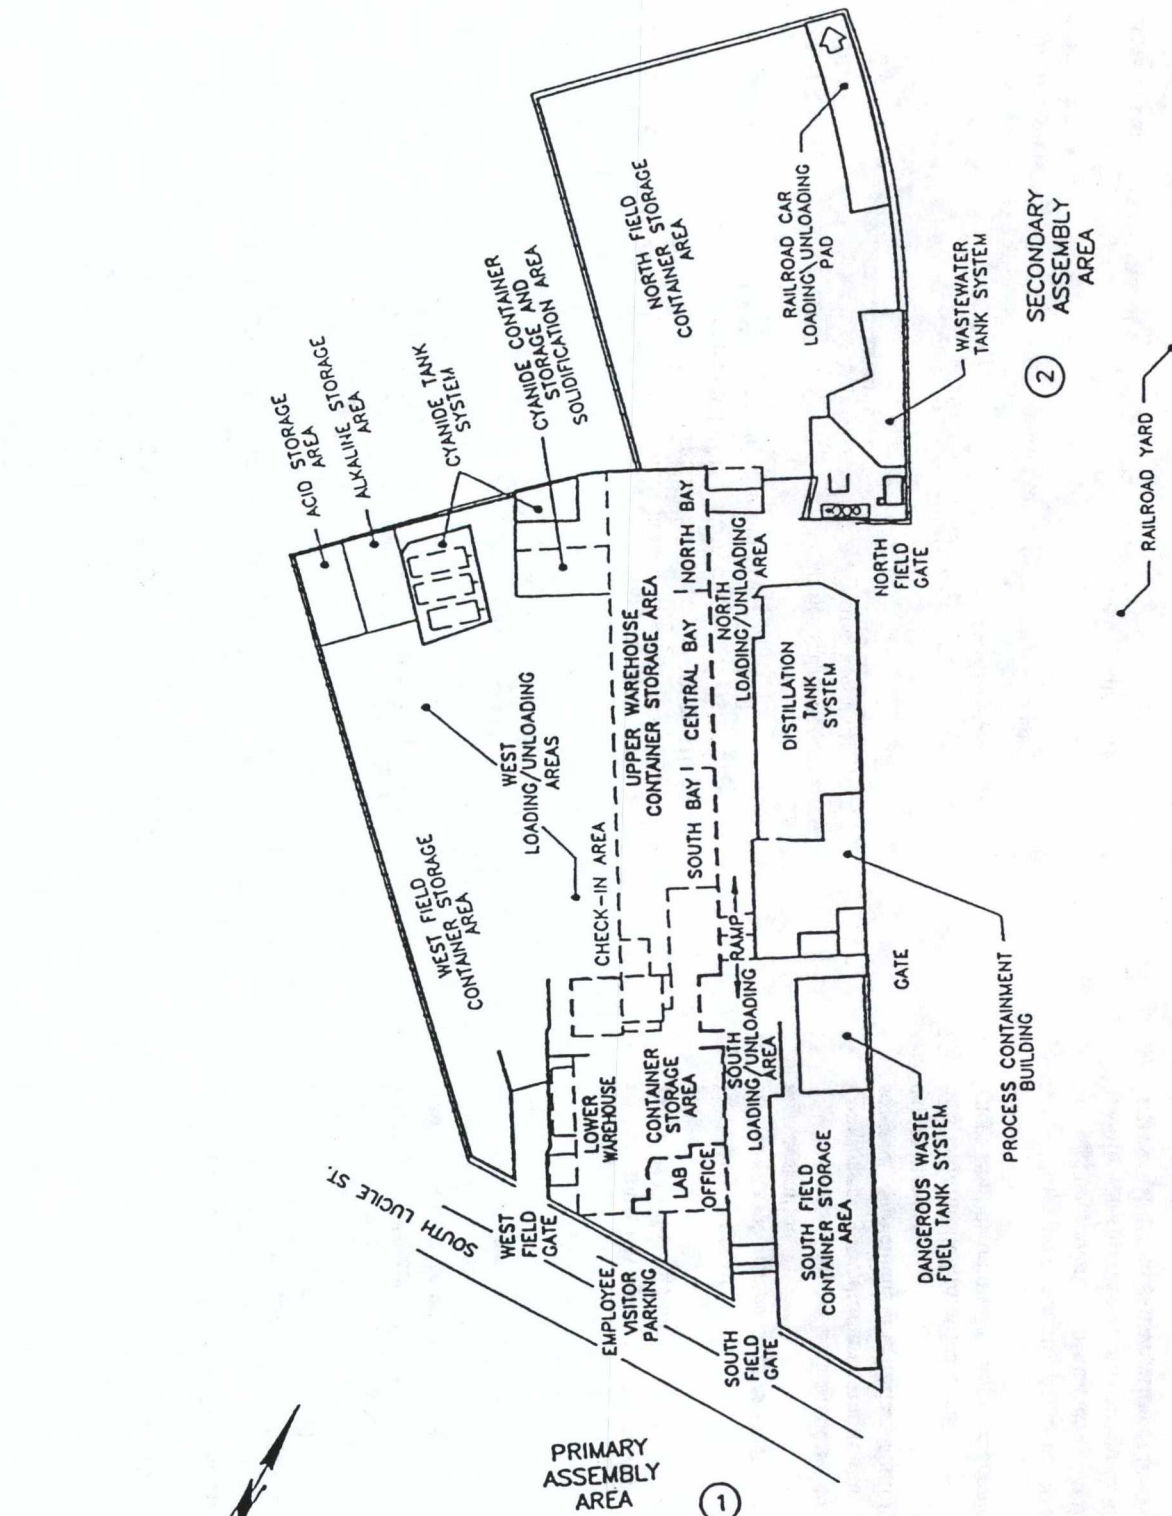 ACID STORAGE
AREA
ALKALINE STORAGE
AREA
CYANIDE TANK
SYSTEM
CYANIDE CONTAINER
STORAGE AND
STORAGE AREA
SOLIDIFICATION
NORTH FIELD
CONTAINER STORAGE
AREA
RAILROAD CAR
LOADING\UNLOADING
PAD
WASTEWATER
TANK SYSTEM
2
SECONDARY
ASSEMBLY
AREA
RAILROAD YARD
NORTH
FIELD
GATE
WEST FIELD
CONTAINER STORAGE
AREA
WEST
LOADING/UNLOADING
AREAS
CHECK-IN AREA
UPPER WAREHOUSE
CONTAINER STORAGE AREA
SOUTH BAY
CENTRAL BAY
NORTH BAY
NORTH
LOADING/UNLOADING
AREA
DISTILLATION
TANK
SYSTEM
RAMP
SOUTH
LOADING/UNLOADING
AREA
LOWER
WAREHOUSE
CONTAINER
STORAGE
AREA
LAB
OFFICE
GATE
PROCESS CONTAINMENT
BUILDING
DANGEROUS WASTE
FUEL TANK SYSTEM
SOUTH FIELD
CONTAINER STORAGE
AREA
SOUTH LUCILE ST.
WEST
FIELD
GATE
EMPLOYEE/
VISITOR
PARKING
SOUTH
FIELD
GATE
PRIMARY
ASSEMBLY
AREA
1